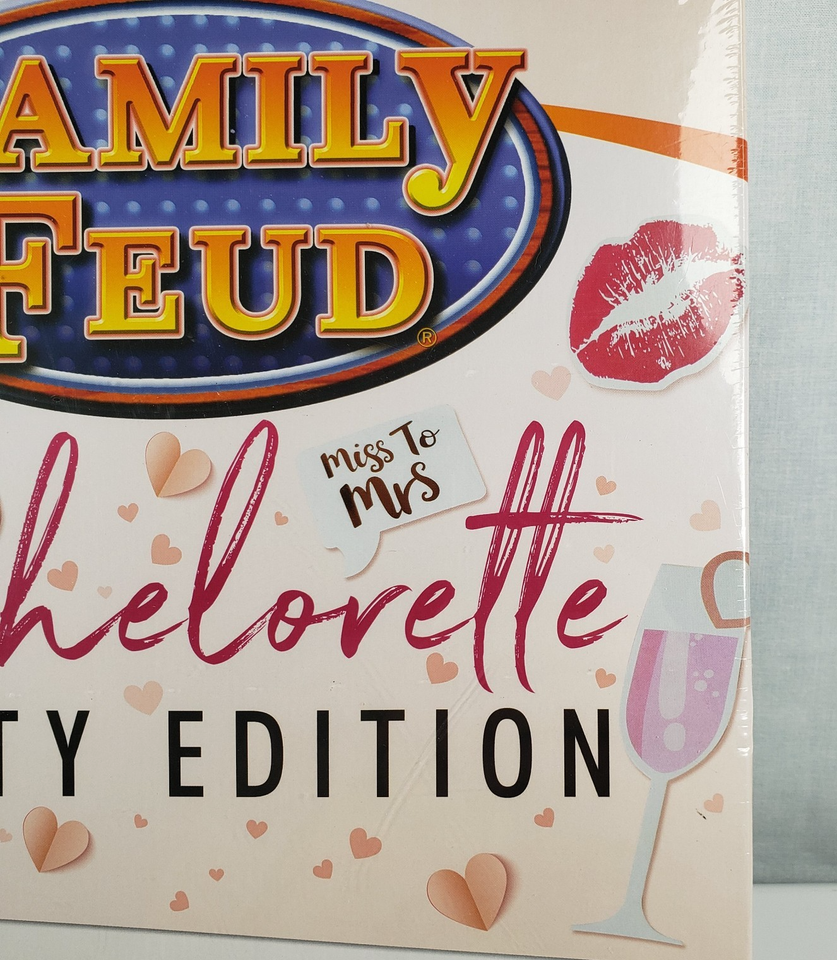 AMILY
FEUD®
Miss To
Mrs
helorette
TY EDITION